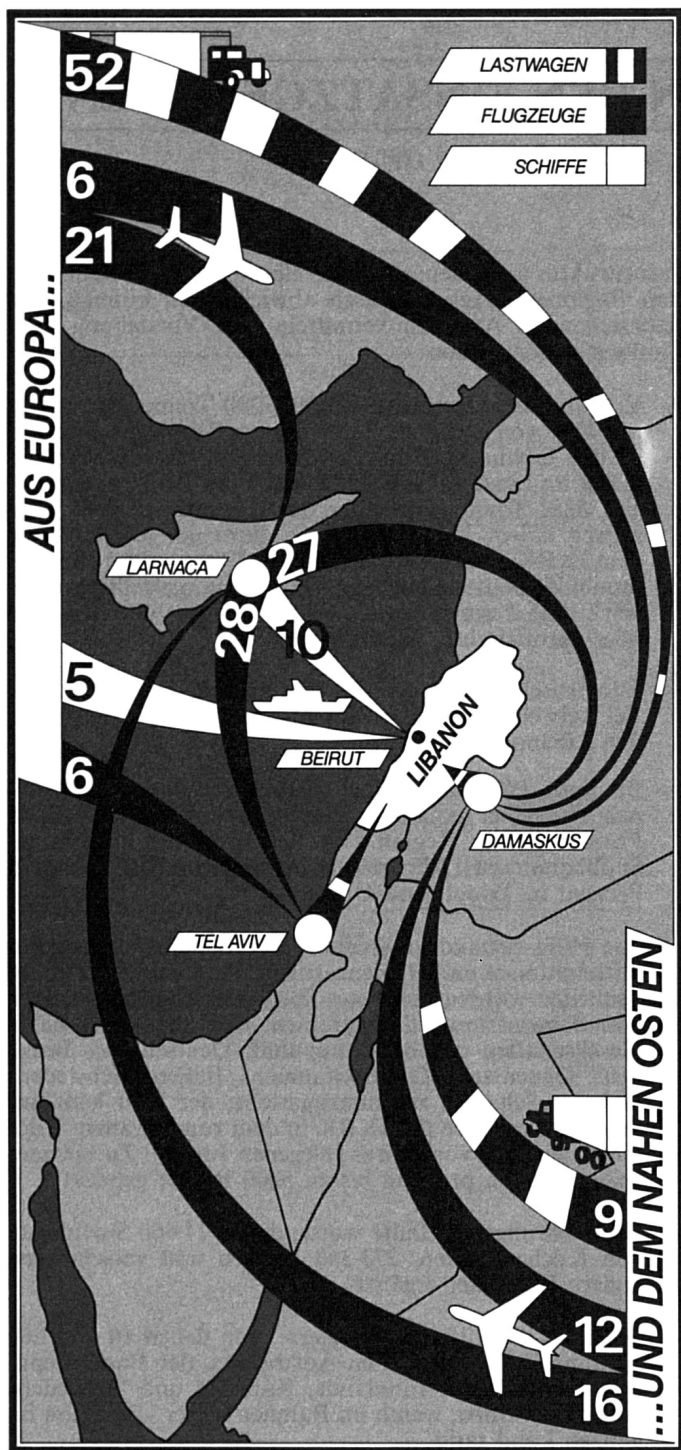 LASTWAGEN
FLUGZEUGE
SCHIFFE
AUS EUROPA...
52
6
21
LARNACA
27
28
10
5
6
BEIRUT
LIBANON
DAMASKUS
TEL AVIV
...UND DEM NAHEN OSTEN
9
12
16